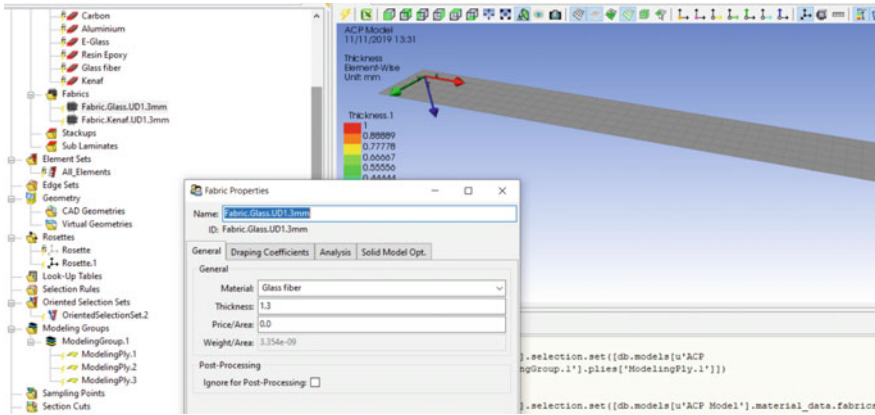 Carbon
Aluminium
E-Glass
Resin Epoxy
Glass fiber
Kenaf
Fabrics
Fabric.Glass.UD1.3mm
Fabric.Kenaf.UD1.3mm
Stackups
Sub Laminates
Element Sets
All_Elements
Edge Sets
Geometry
CAD Geometries
Virtual Geometries
Rosettes
Rosette
Rosette.1
Look-Up Tables
Selection Rules
Oriented Selection Sets
OrientedSelectionSet.2
Modeling Groups
ModelingGroup.1
ModelingPly.1
ModelingPly.2
ModelingPly.3
Sampling Points
Section Cuts
ACP Model
11/11/2019 13:31
Thickness
Element-Wise
Unit: mm
Thickness.1
1
0.88889
0.77778
0.66667
0.55556
0.44444
Fabric Properties
Name: Fabric.Glass.UD1.3mm
ID: Fabric.Glass.UD1.3mm
General Draping Coefficients Analysis Solid Model Opt.
General
Material: Glass fiber
Thickness: 1.3
Price/Area: 0.0
Weight/Area: 3.354e-09
Post-Processing
Ignore for Post-Processing:
].selection.set([db.models[u'ACP
ngGroup.1'].plies['ModelingPly.1']])
].selection.set([db.models[u'ACP Model'].material_data.fabrics